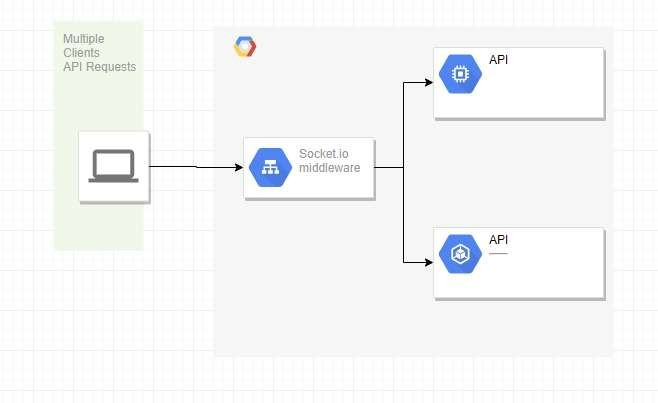 Multiple
Clients
API Requests
Socket.io
middleware
API
API